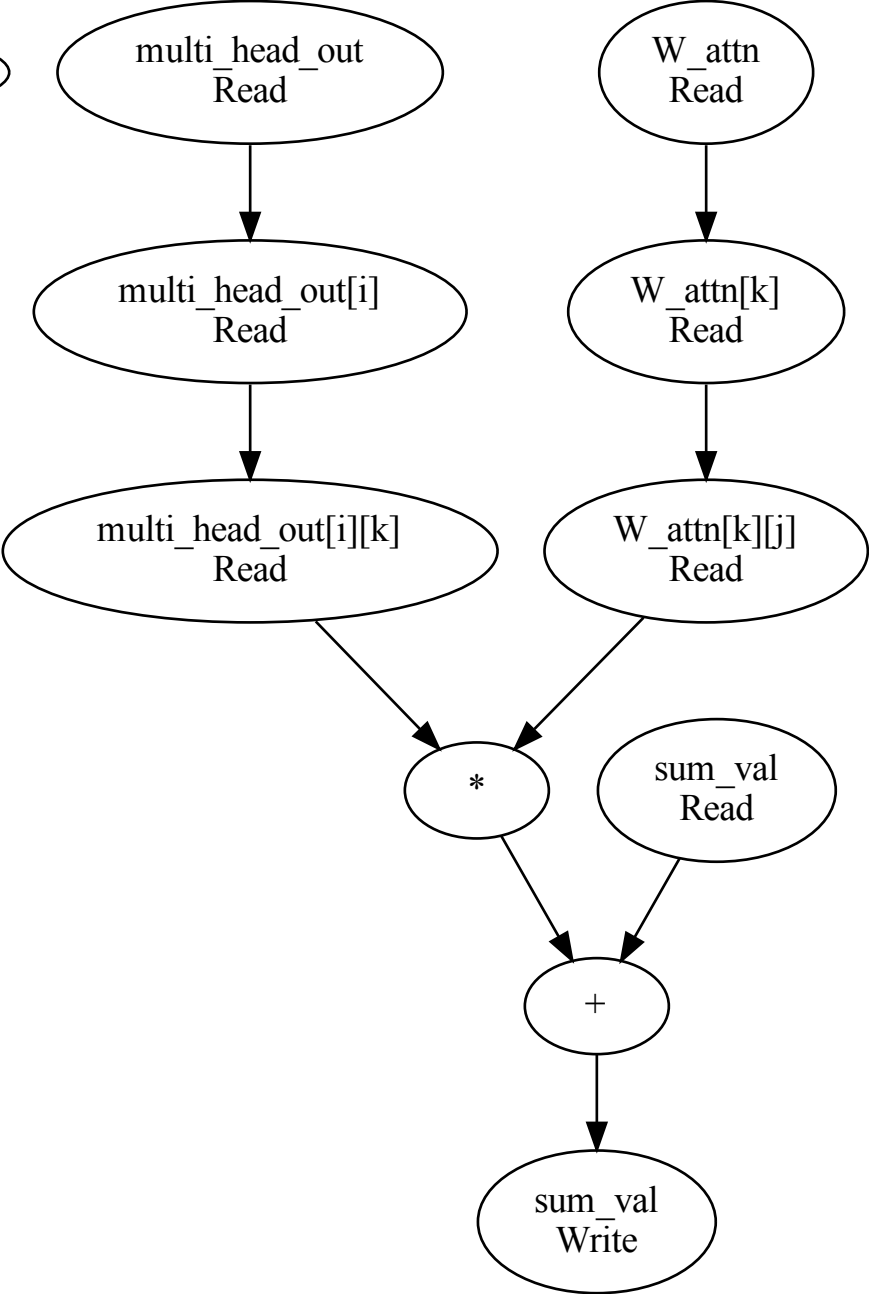 multi_head_out
Read
W_attn
Read
multi_head_out[i]
Read
W_attn[k]
Read
multi_head_out[i][k]
Read
W_attn[k][j]
Read
*
sum_val
Read
+
sum_val
Write